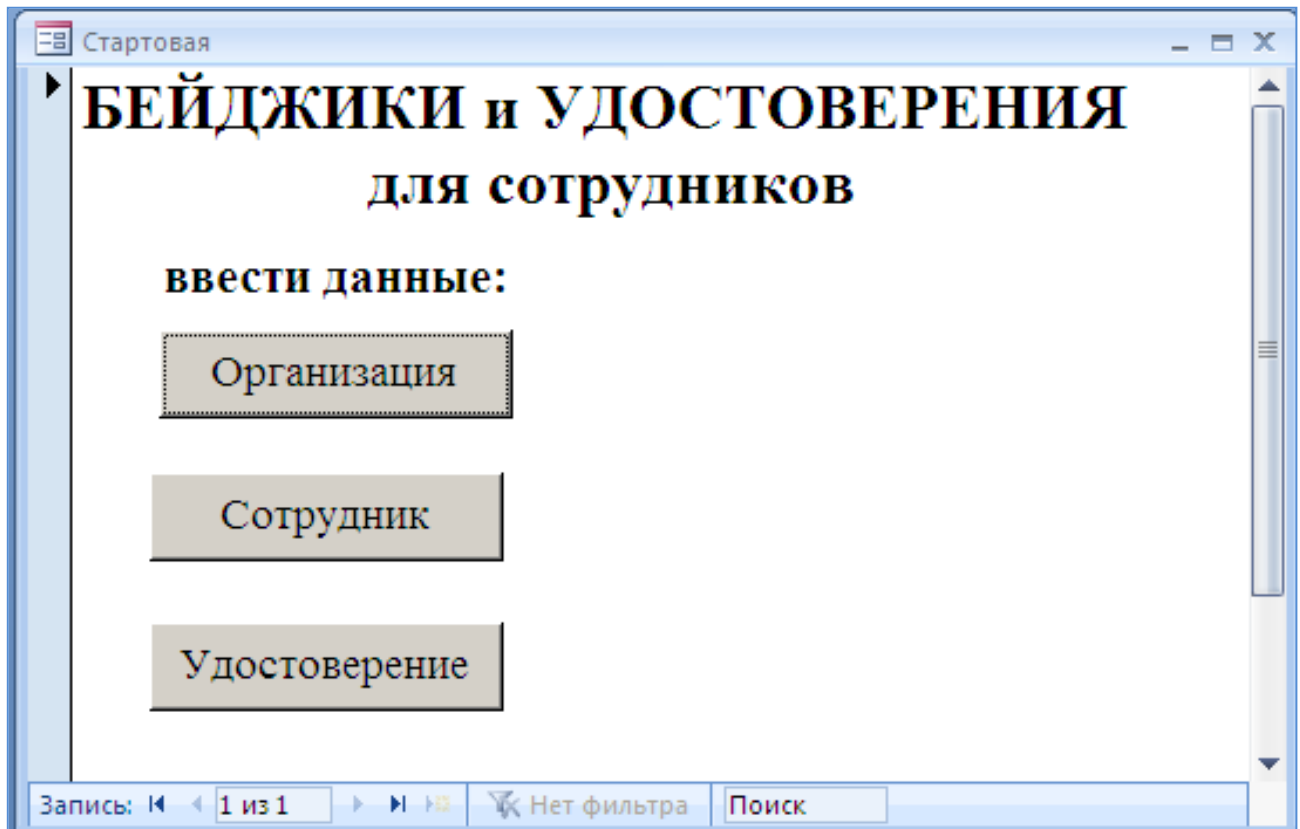 Стартовая
БЕЙДЖИКИ и УДОСТОВЕРЕНИЯ
для сотрудников
ввести данные:
Организация
Сотрудник
Удостоверение
Запись: 1 из 1 Нет фильтра Поиск